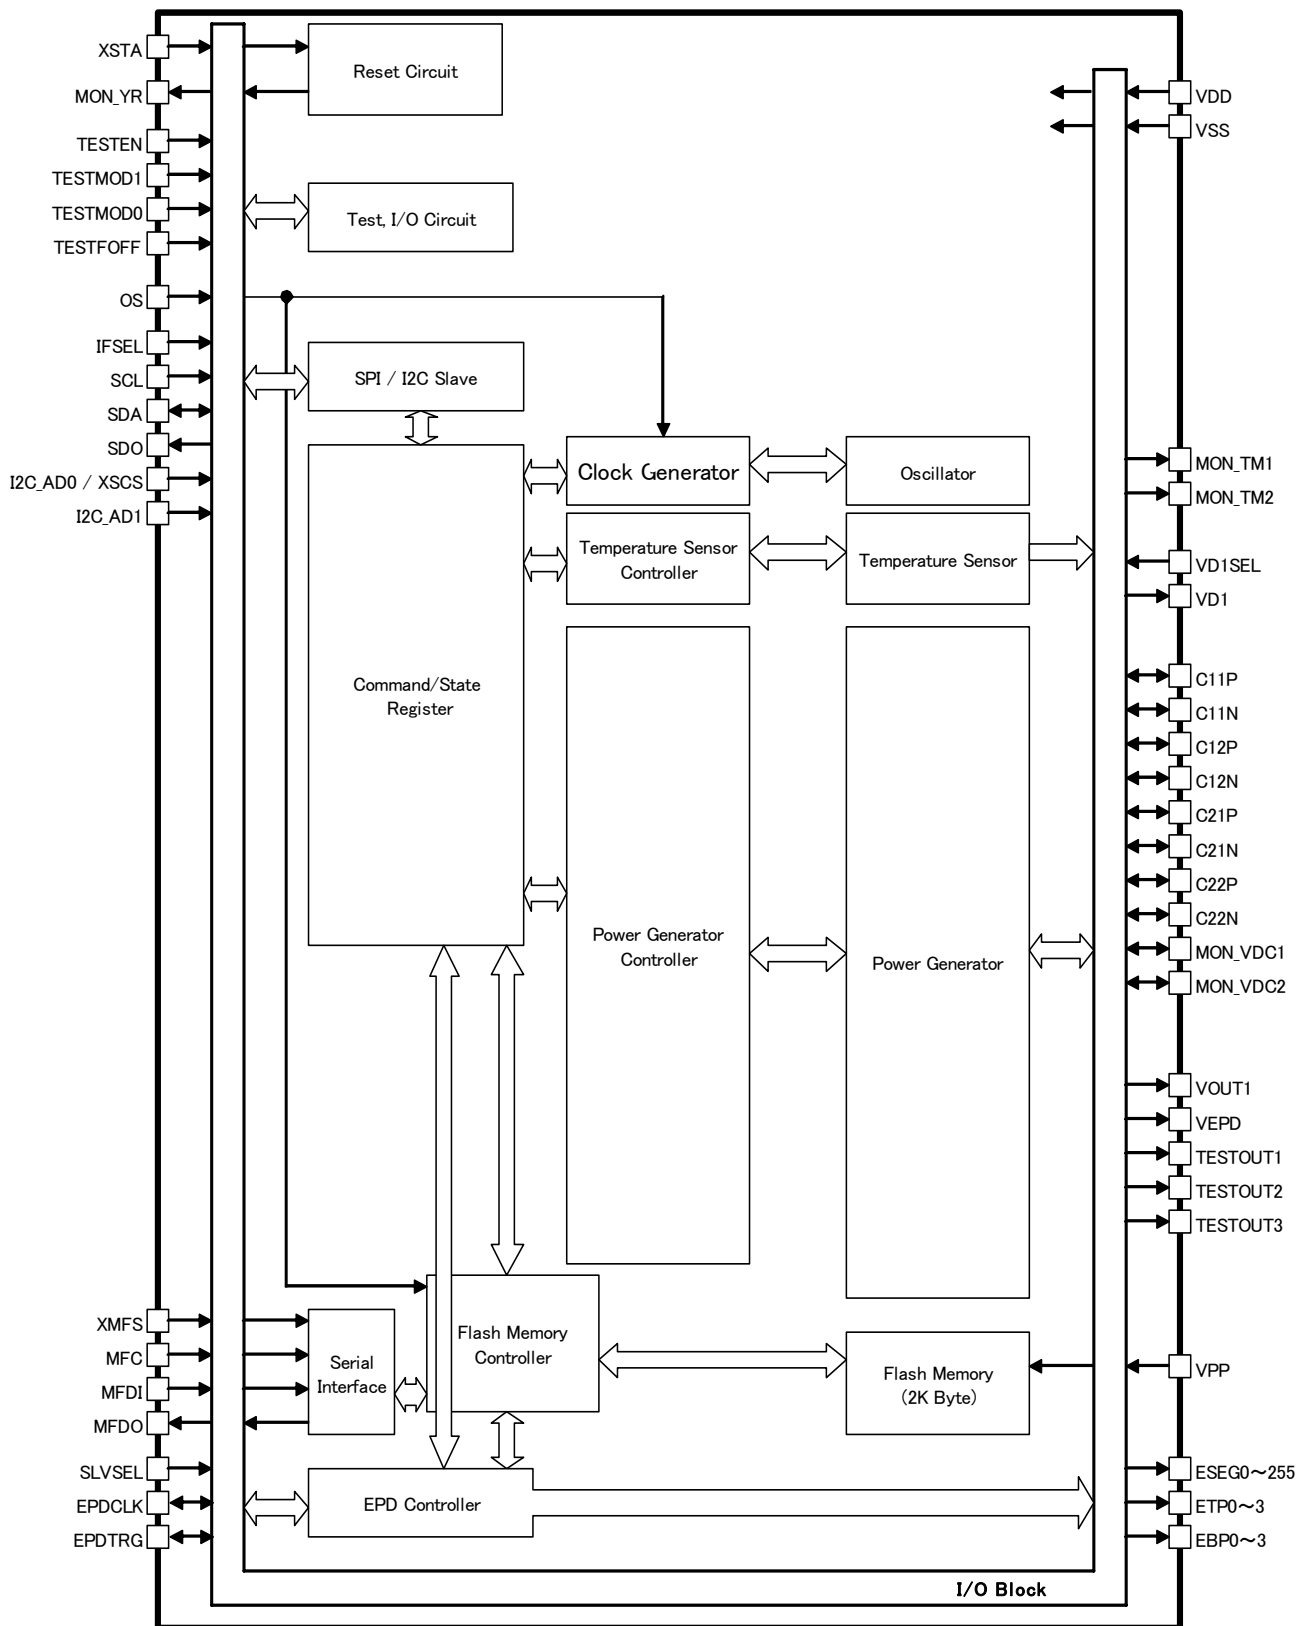 XSTA
MON_YR
TESTEN
TESTMOD1
TESTMOD0
TESTFOFF
OS
IFSEL
SCL
SDA
SDO
I2C_AD0 / XSCS
I2C_AD1
XMFS
MFC
MFDI
MFDO
SLVSEL
EPDCLK
EPDTRG
Reset Circuit
Test, I/O Circuit
SPI / I2C Slave
Clock Generator
Oscillator
Temperature Sensor
Controller
Temperature Sensor
Command/State
Register
Power Generator
Controller
Power Generator
Flash Memory
Controller
Serial
Interface
Flash Memory
(2K Byte)
EPD Controller
I/O Block
VDD
VSS
MON_TM1
MON_TM2
VD1SEL
VD1
C11P
C11N
C12P
C12N
C21P
C21N
C22P
C22N
MON_VDC1
MON_VDC2
VOUT1
VEPD
TESTOUT1
TESTOUT2
TESTOUT3
VPP
ESEG0～255
ETP0～3
EBP0～3